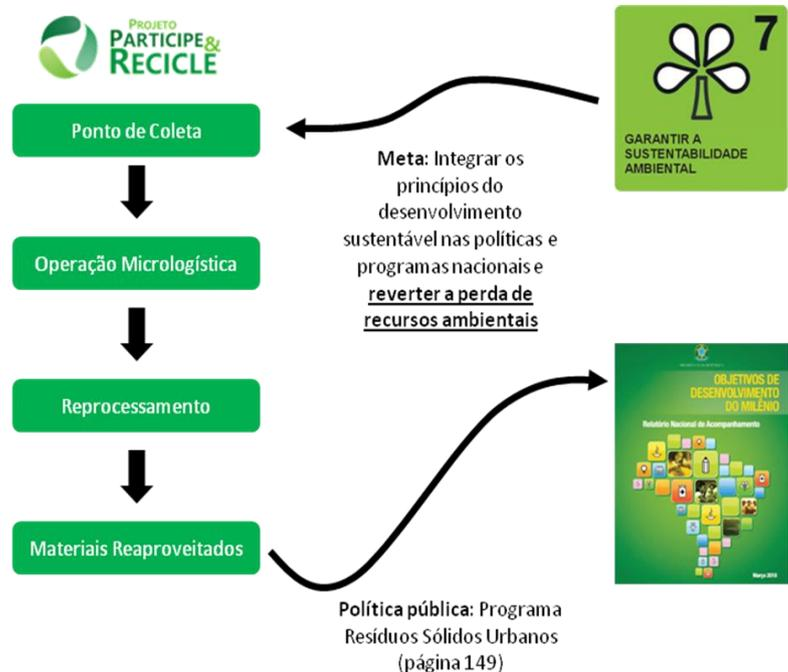 PROJETO
PARTICIPE&
RECICLE
Ponto de Coleta
Operação Micrologística
Reprocessamento
Materiais Reaproveitados
7
GARANTIR A
SUSTENTABILIDADE
AMBIENTAL
Meta: Integrar os
princípios do
desenvolvimento
sustentável nas políticas e
programas nacionais e
reverter a perda de
recursos ambientais
OBJETIVOS DE
DESENVOLVIMENTO
DO MILÊNIO
Relatório Nacional de Acompanhamento
Março 2010
Política pública: Programa
Resíduos Sólidos Urbanos
(página 149)